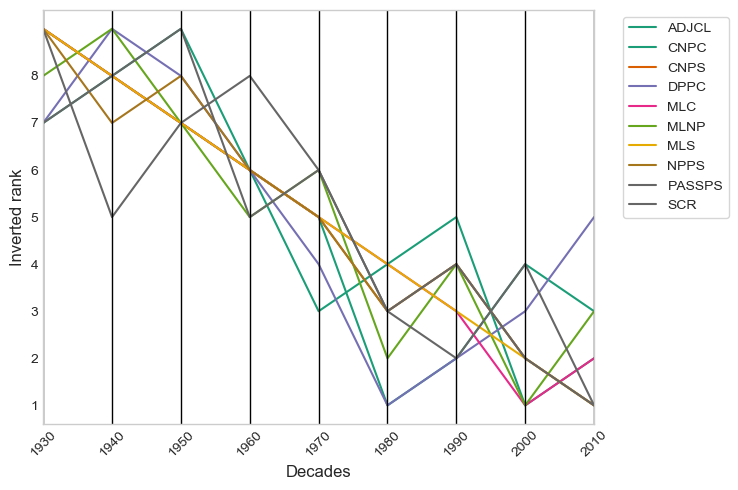 ADJCL
CNPC
CNPS
DPPC
MLC
MLNP
MLS
NPPS
PASSPS
SCR
Inverted rank
8
7
6
5
4
3
2
1
1930 1940 1950 1960 1970 1980 1990 2000 2010
Decades